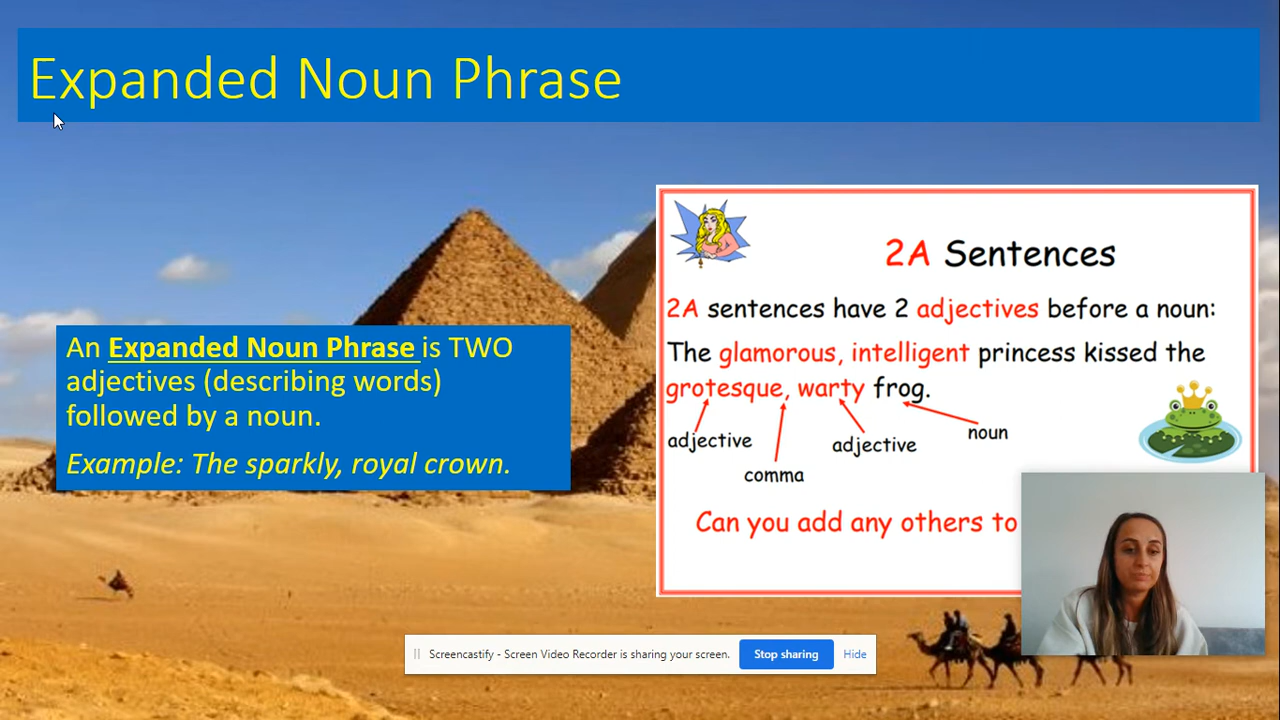 Expanded Noun Phrase
An Expanded Noun Phrase is TWO
adjectives (describing words)
followed by a noun.
Example: The sparkly, royal crown.
2A Sentences
2A sentences have 2 adjectives before a noun:
The glamorous, intelligent princess kissed the
grotesque, warty frog.
adjective
comma
adjective
noun
Can you add any others to
Screencastify - Screen Video Recorder is sharing your screen.
Stop sharing
Hide